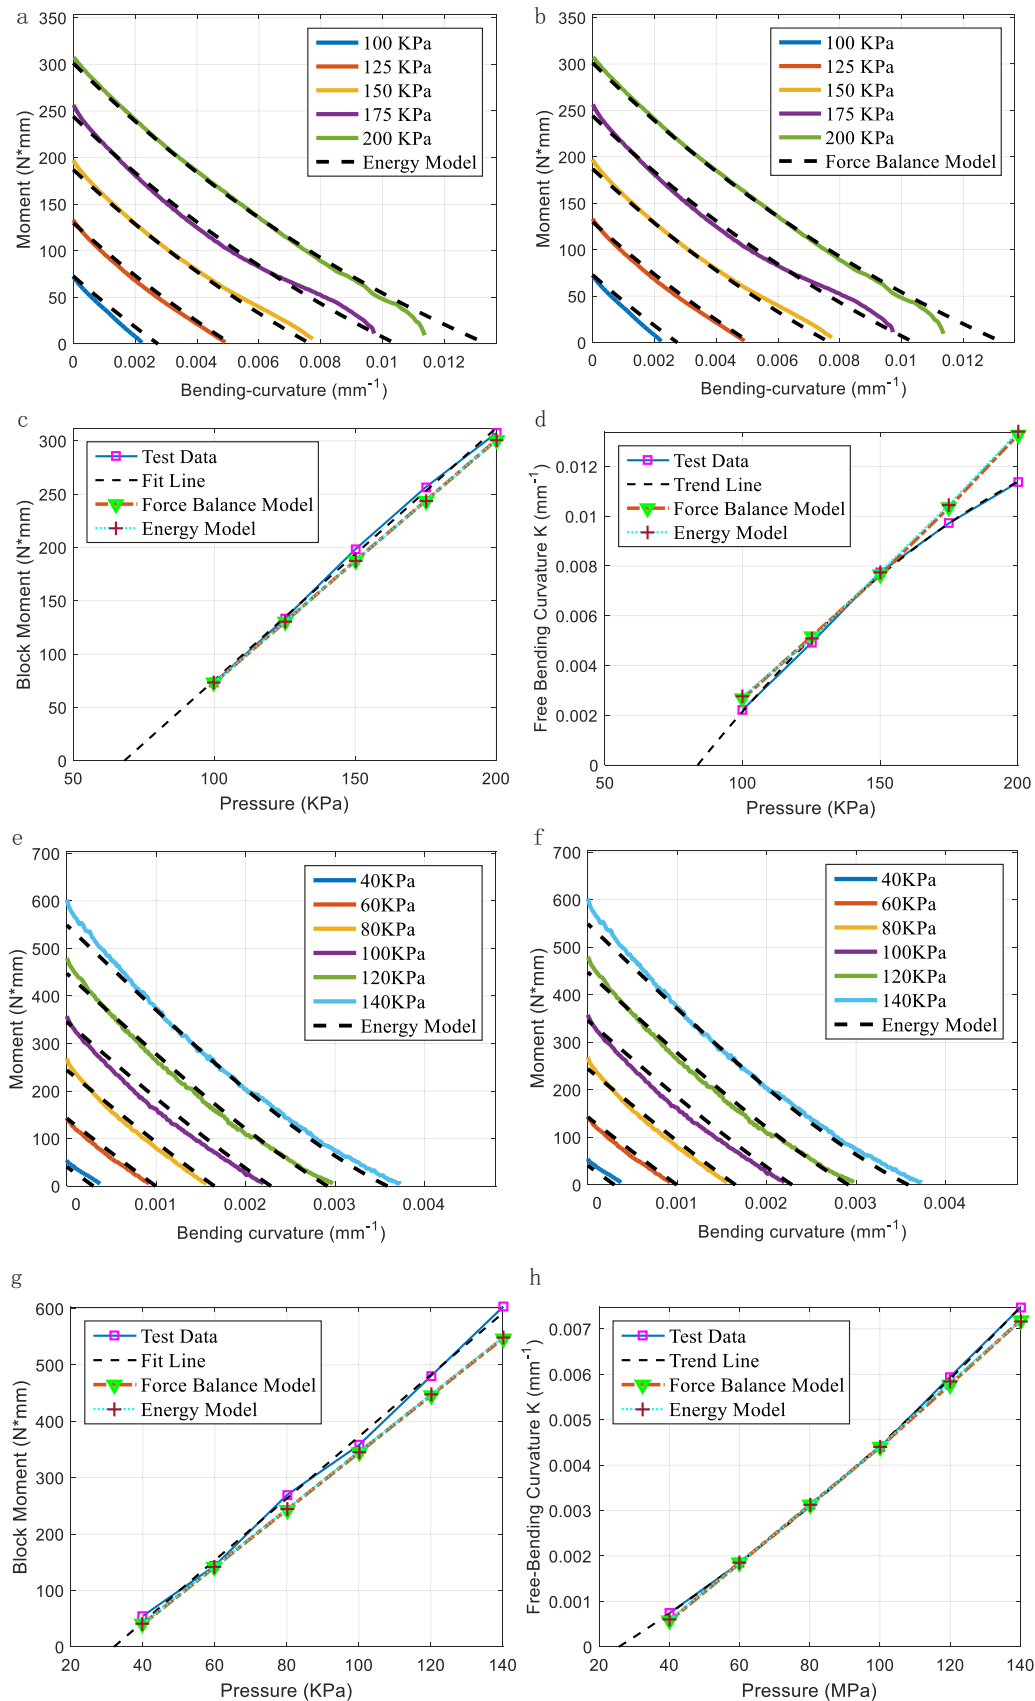 a
350
300
250
200
150
100
50
0
Moment (N*mm)
100 KPa
125 KPa
150 KPa
175 KPa
200 KPa
Energy Model
0 0.002 0.004 0.006 0.008 0.01 0.012
Bending-curvature (mm-1)
b
350
300
250
200
150
100
50
0
Moment (N*mm)
100 KPa
125 KPa
150 KPa
175 KPa
200 KPa
Force Balance Model
0 0.002 0.004 0.006 0.008 0.01 0.012
Bending-curvature (mm-1)
c
300
250
200
150
100
50
0
Block Moment (N*mm)
Test Data
Fit Line
Force Balance Model
Energy Model
50 100 150 200
Pressure (KPa)
d
0.012
0.01
0.008
0.006
0.004
0.002
0
Free Bending Curvature K (mm-1)
Test Data
Trend Line
Force Balance Model
Energy Model
50 100 150 200
Pressure (KPa)
e
700
600
500
400
300
200
100
0
Moment (N*mm)
40KPa
60KPa
80KPa
100KPa
120KPa
140KPa
Energy Model
0 0.001 0.002 0.003 0.004
Bending curvature (mm-1)
f
700
600
500
400
300
200
100
0
Moment (N*mm)
40KPa
60KPa
80KPa
100KPa
120KPa
140KPa
Energy Model
0 0.001 0.002 0.003 0.004
Bending curvature (mm-1)
g
600
500
400
300
200
100
0
Block Moment (N*mm)
Test Data
Fit Line
Force Balance Model
Energy Model
20 40 60 80 100 120 140
Pressure (KPa)
h
0.007
0.006
0.005
0.004
0.003
0.002
0.001
0
Free-Bending Curvature K (mm-1)
Test Data
Trend Line
Force Balance Model
Energy Model
20 40 60 80 100 120 140
Pressure (MPa)